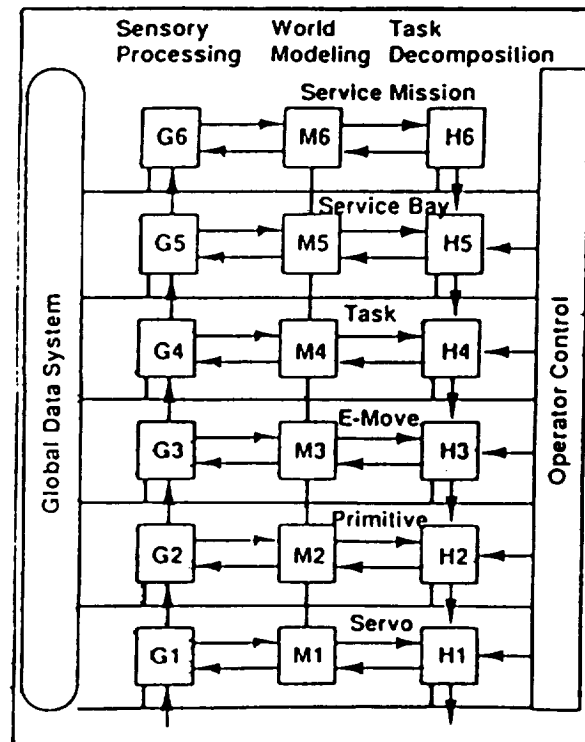 Sensory World Task
Processing Modeling Decomposition
Service Mission
G6 M6 H6
Service Bay
G5 M5 H5
Task
G4 M4 H4
E-Move
G3 M3 H3
Primitive
G2 M2 H2
Servo
G1 M1 H1
Global Data System
Operator Control